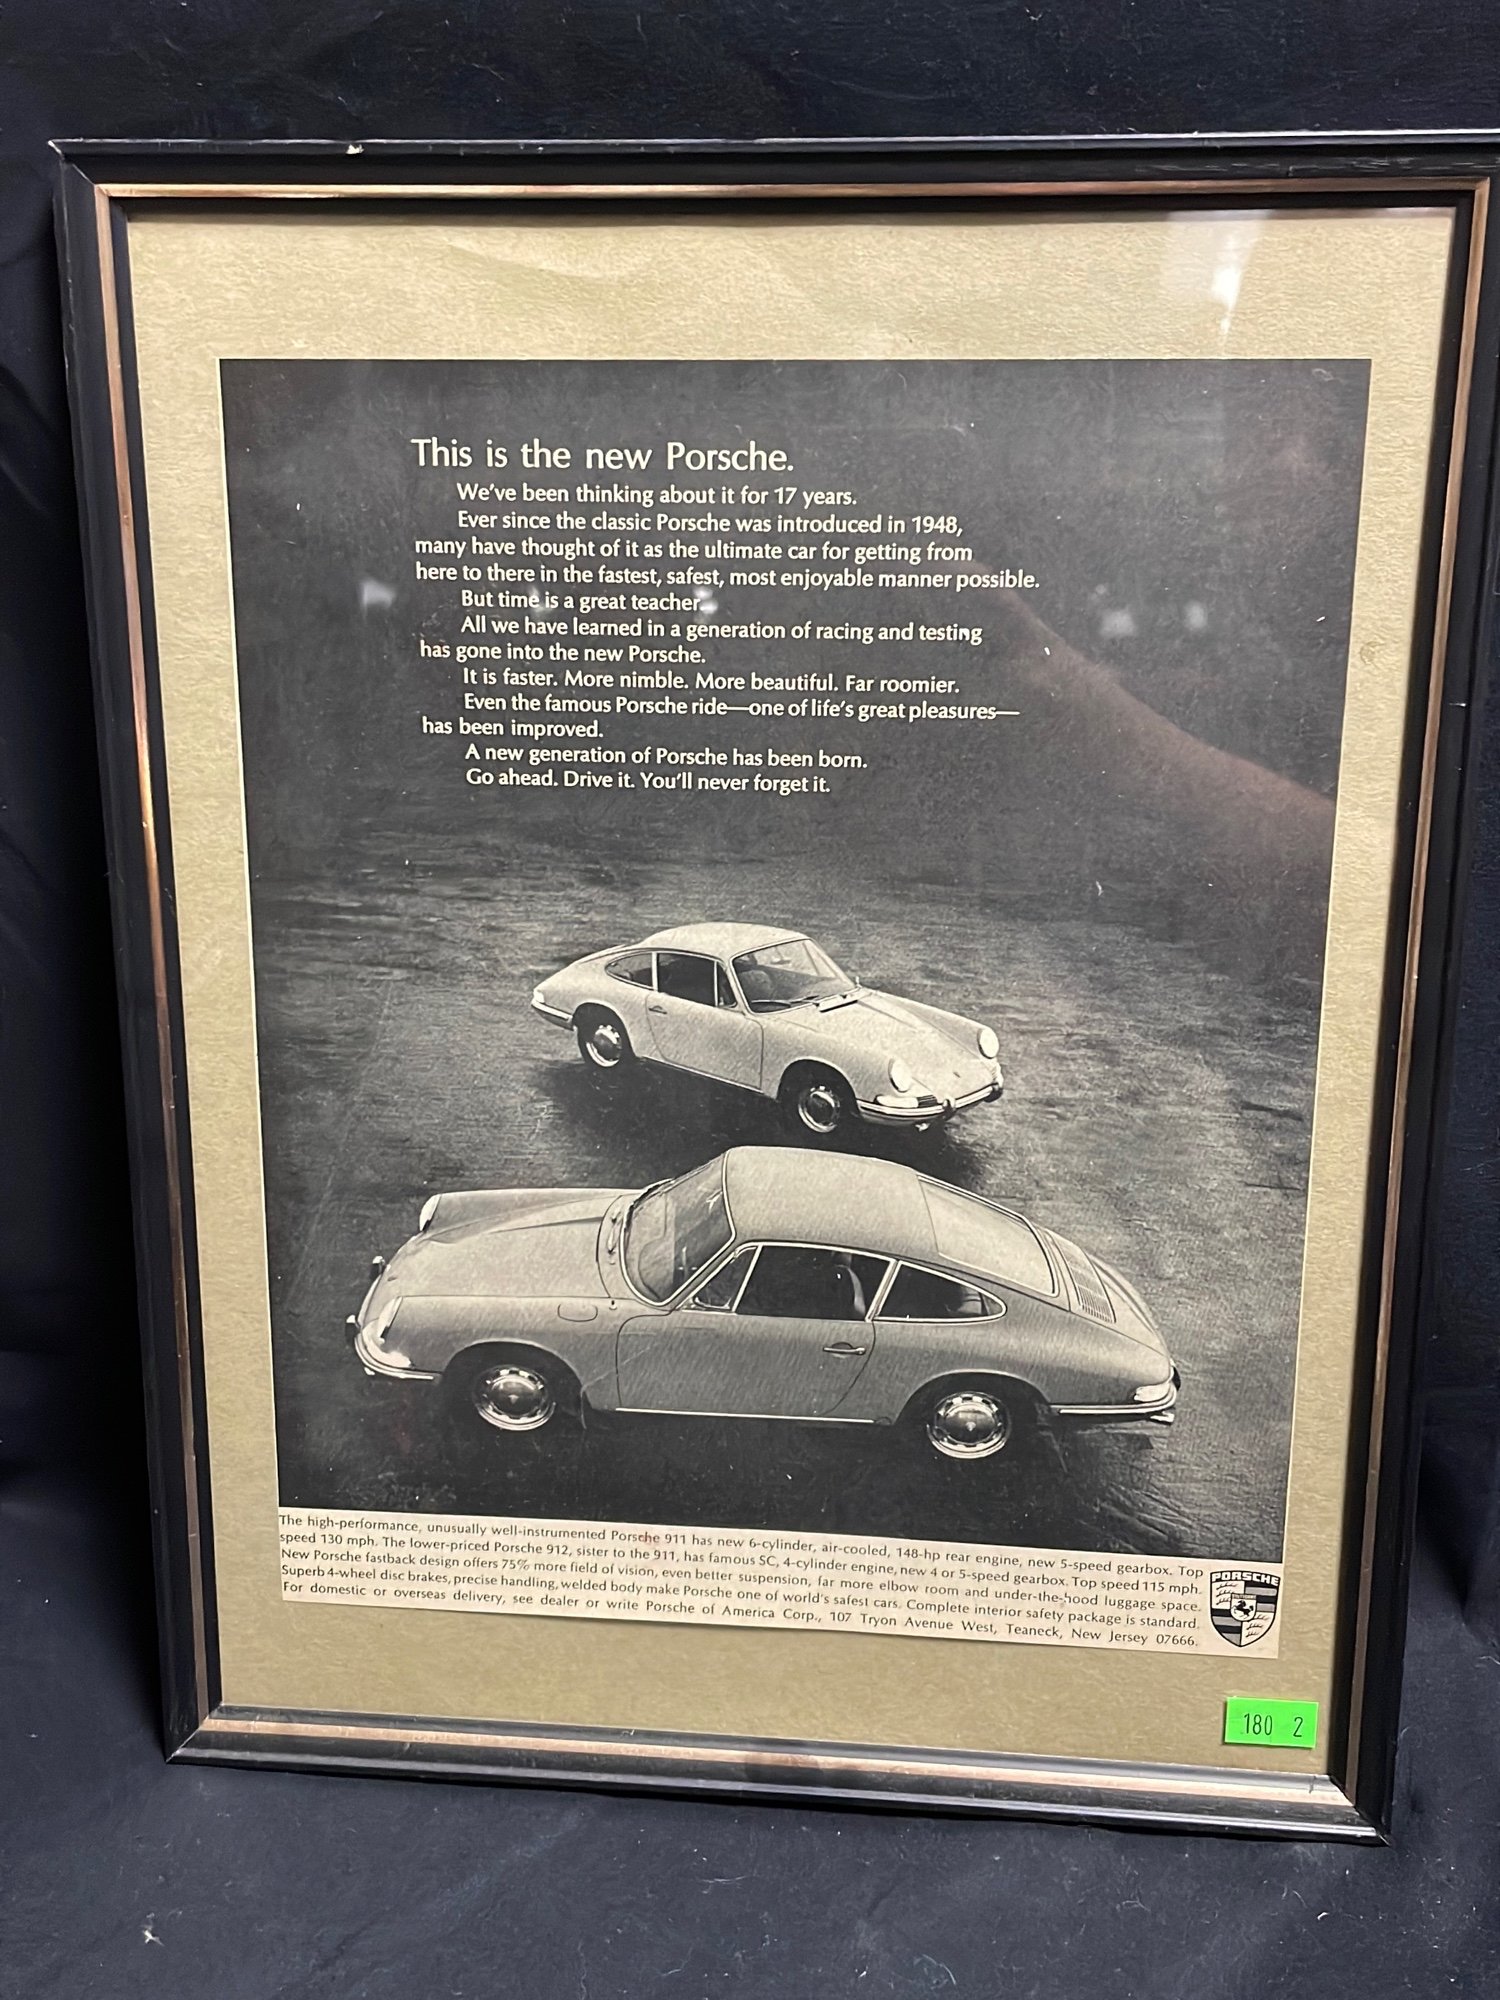 This is the new Porsche.
We've been thinking about it for 17 years.
Ever since the classic Porsche was introduced in 1948,
many have thought of it as the ultimate car for getting from
here to there in the fastest, safest, most enjoyable manner possible.
But time is a great teacher.
All we have learned in a generation of racing and testing
has gone into the new Porsche.
It is faster. More nimble. More beautiful. Far roomier.
Even the famous Porsche ride—one of life's great pleasures—
has been improved.
A new generation of Porsche has been born.
Go ahead. Drive it. You'll never forget it.
The high-performance, unusually well-instrumented Porsche 911 has new 6-cylinder, air-cooled, 148-hp rear engine, new 5-speed gearbox. Top
speed 130 mph. The lower-priced Porsche 912, sister to the 911, has famous SC, 4-cylinder engine, new 4 or 5-speed gearbox. Top speed 115 mph.
New Porsche fastback design offers 75% more field of vision, even better suspension, far more elbow room and under-the-hood luggage space.
Superb 4-wheel disc brakes, precise handling, welded body make Porsche one of world's safest cars. Complete interior safety package is standard.
For domestic or overseas delivery, see dealer or write Porsche of America Corp., 107 Tryon Avenue West, Teaneck, New Jersey 07666.
PORSCHE
180 2